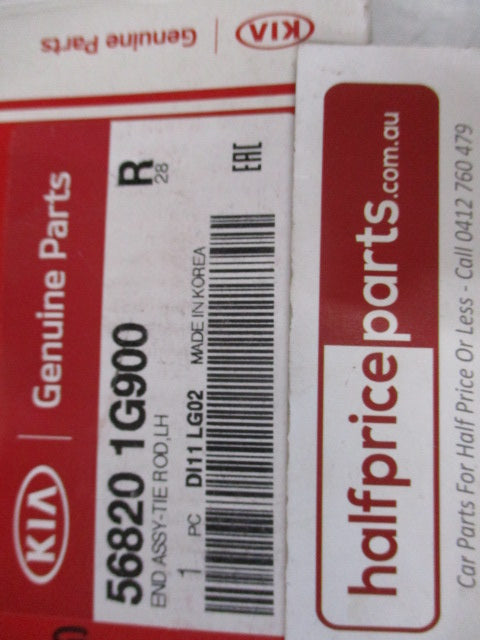 KIA | Genuine Parts
KIA | Genuine Parts
56820 1G900 R
END ASSY-TIE ROD,LH 28
1 PC DI11 LG02 MADE IN KOREA
EAC
halfpriceparts.com.au
Car Parts For Half Price Or Less - Call 0412 760 479